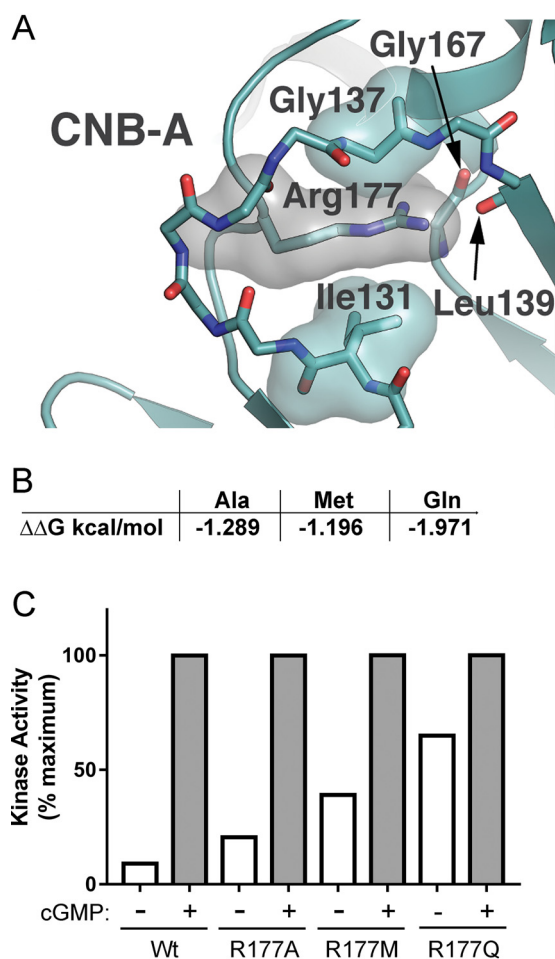 A
Gly167
Gly137
CNB-A
Arg177
Ile131 Leu139
B
Ala Met Gln
ΔΔG kcal/mol -1.289 -1.196 -1.971
C
Kinase Activity
(% maximum)
100
50
0
cGMP: - + - + - + - +
Wt R177A R177M R177Q